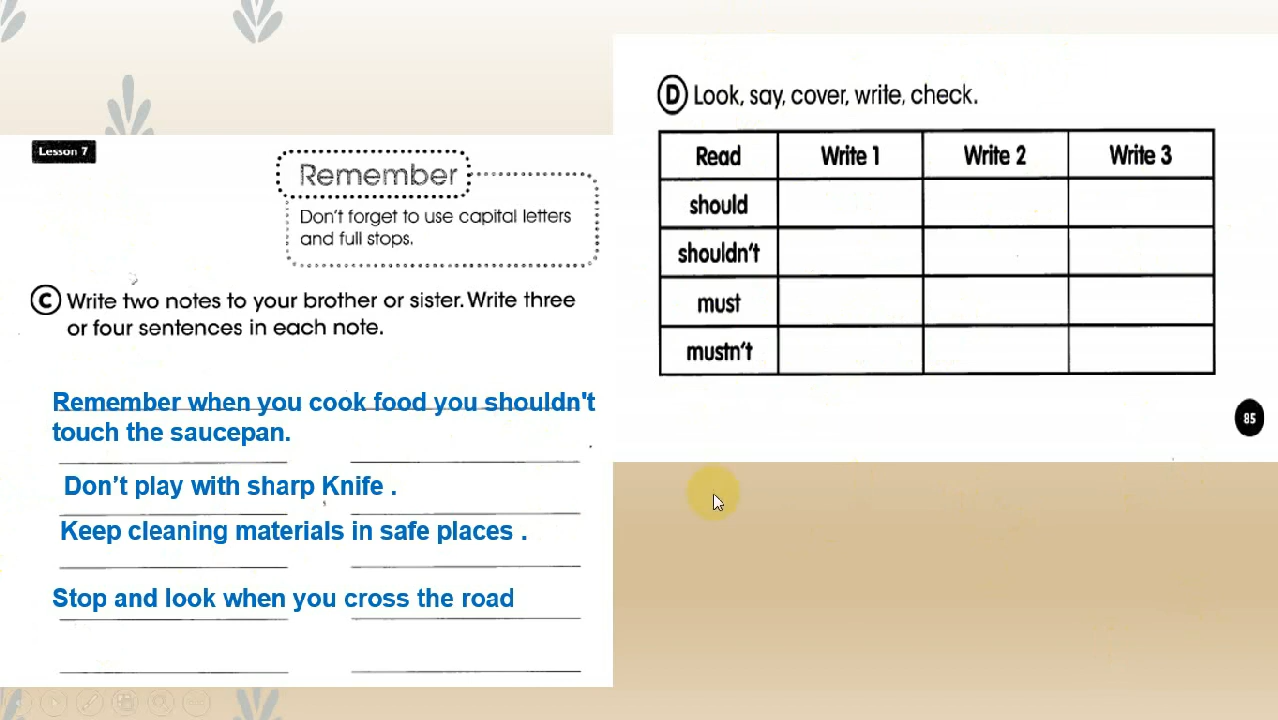 Lesson 7
Remember
Don't forget to use capital letters
and full stops.
C Write two notes to your brother or sister. Write three
or four sentences in each note.
Remember when you cook food you shouldn't
touch the saucepan.
Don’t play with sharp Knife .
Keep cleaning materials in safe places .
Stop and look when you cross the road
D Look, say, cover, write, check.
Read Write 1 Write 2 Write 3
should
shouldn't
must
mustn't
85